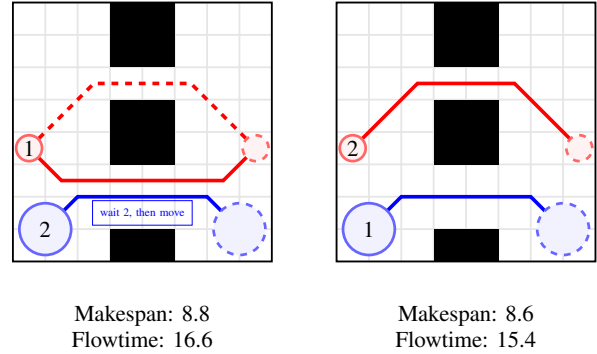 1
2
wait 2, then move
2
1
Makespan: 8.8
Flowtime: 16.6
Makespan: 8.6
Flowtime: 15.4